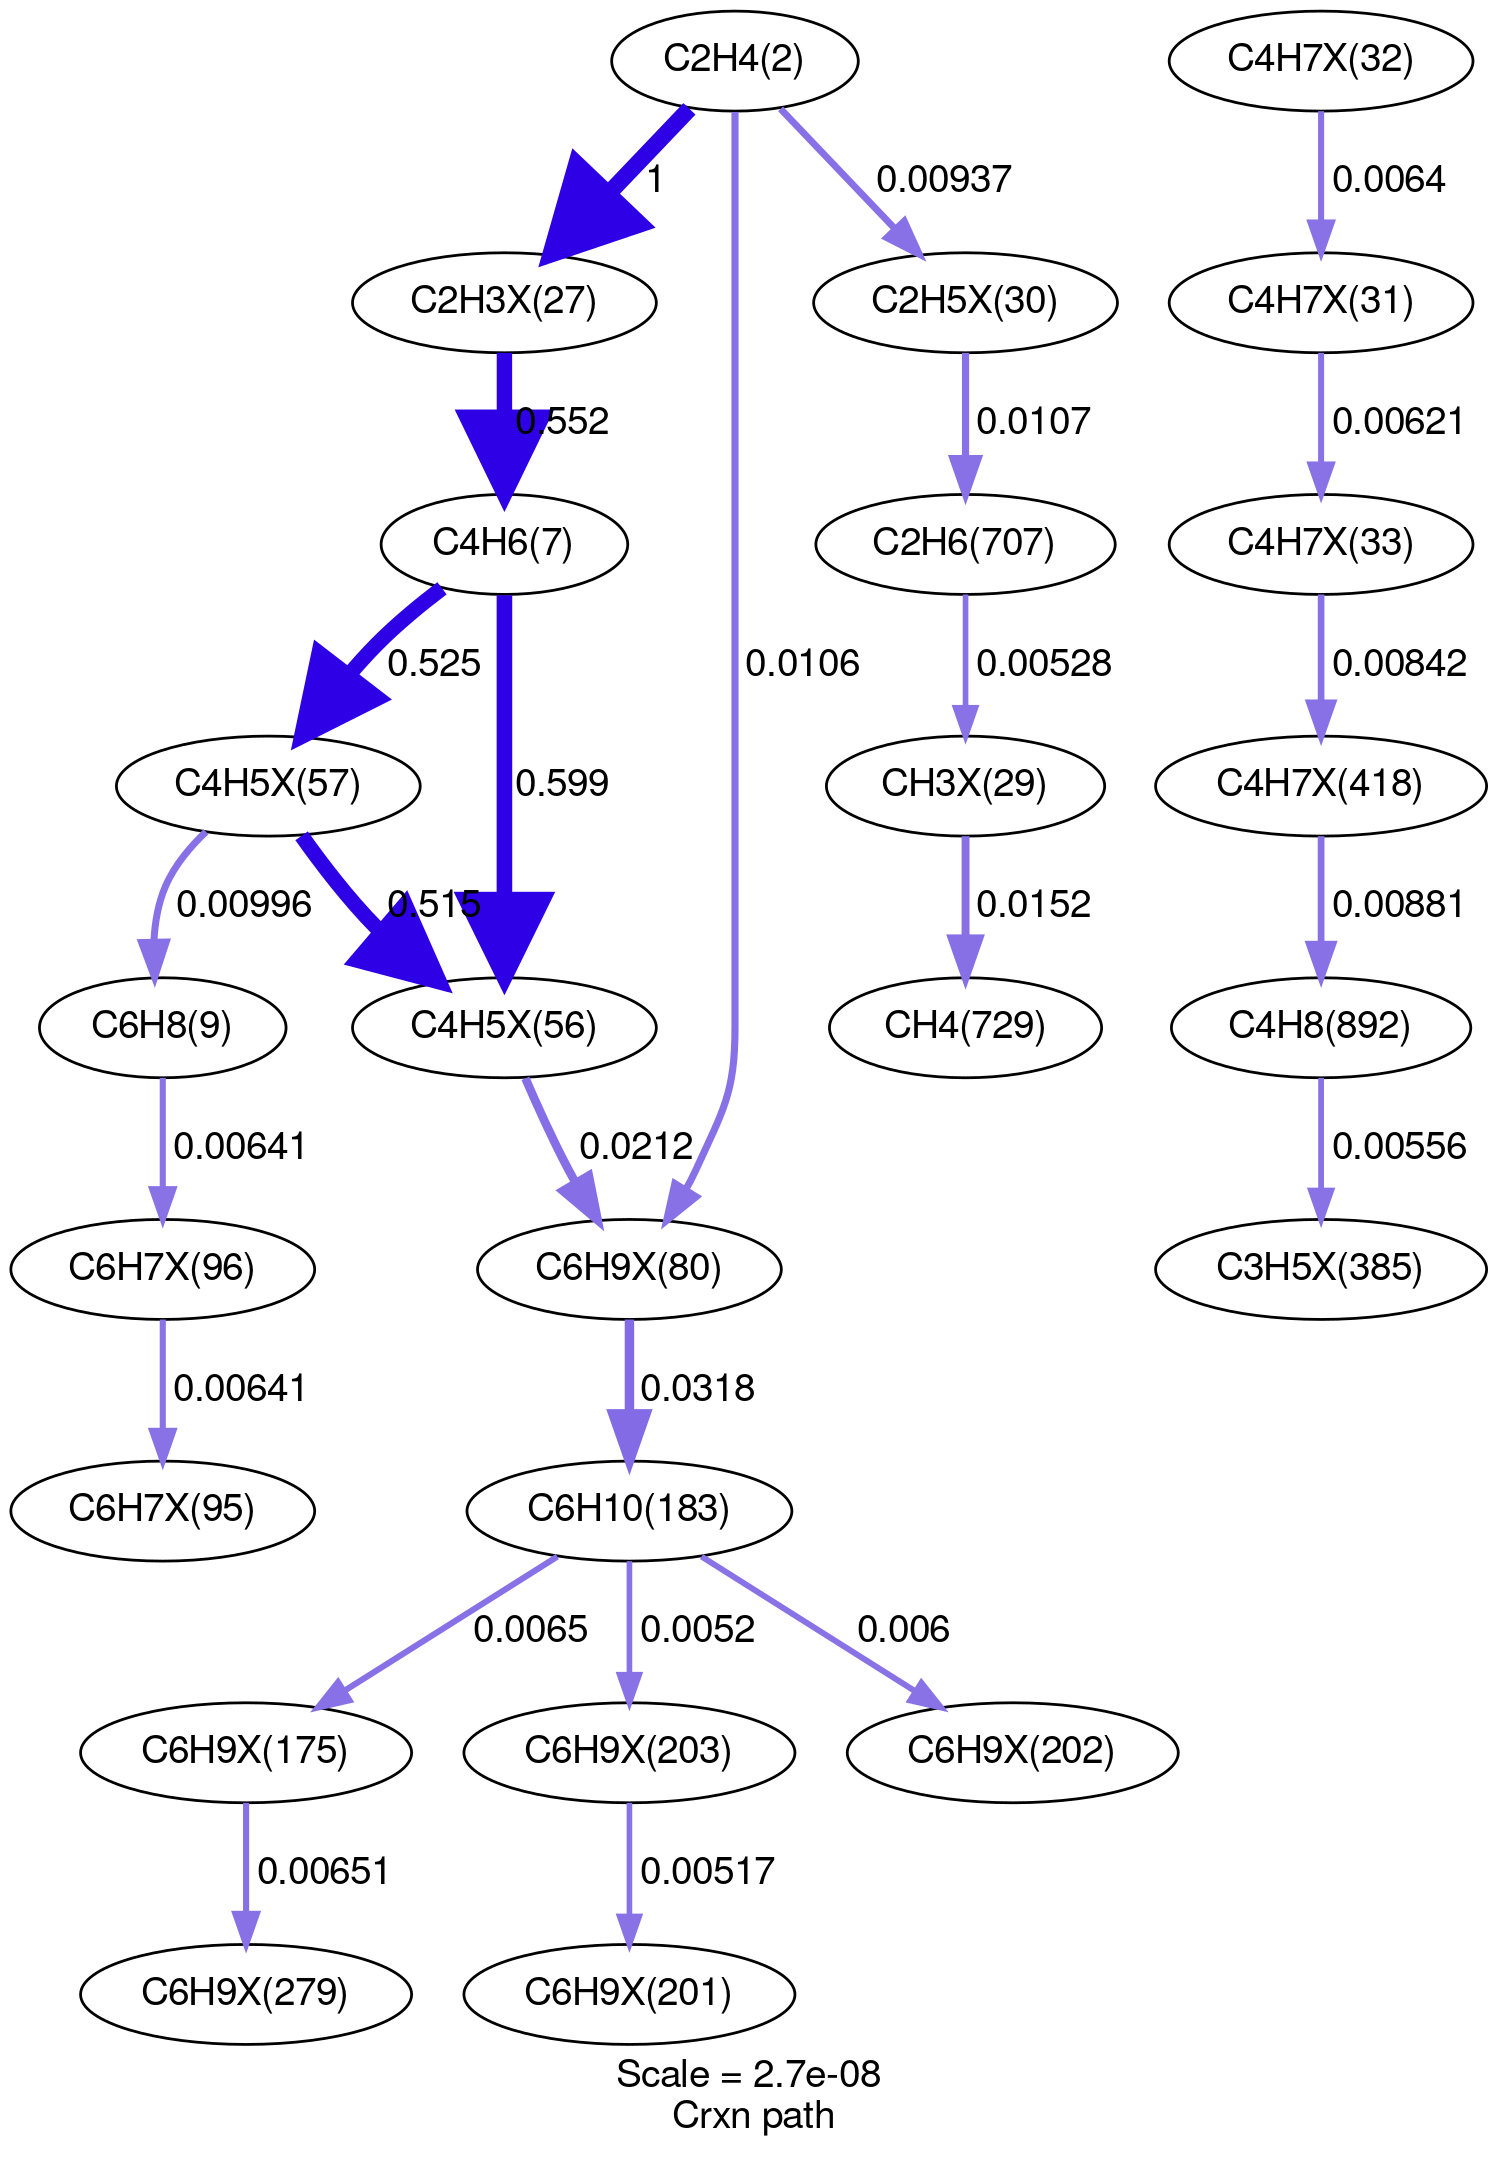 C2H4(2)
C4H7X(32)
1
0.00937
0.0064
C2H3X(27)
C2H5X(30)
C4H7X(31)
0.552
0.0107
0.00621
C4H6(7)
C2H6(707)
C4H7X(33)
0.525
0.599
0.0106
0.00528
0.00842
C4H5X(57)
CH3X(29)
C4H7X(418)
0.00996
0.515
0.0152
0.00881
C6H8(9)
C4H5X(56)
CH4(729)
C4H8(892)
0.00641
0.0212
0.00556
C6H7X(96)
C6H9X(80)
C3H5X(385)
0.00641
0.0318
C6H7X(95)
C6H10(183)
0.0065
0.0052
0.006
C6H9X(175)
C6H9X(203)
C6H9X(202)
0.00651
0.00517
C6H9X(279)
C6H9X(201)
Scale = 2.7e-08
Crxn path